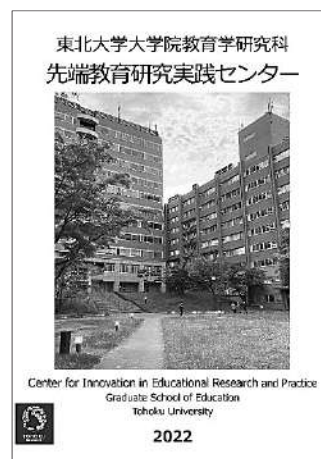 東北大学大学院教育学研究科
先端教育研究実践センター
Center for Innovation in Educational Research and Practice
Graduate School of Education
Tohoku University
2022